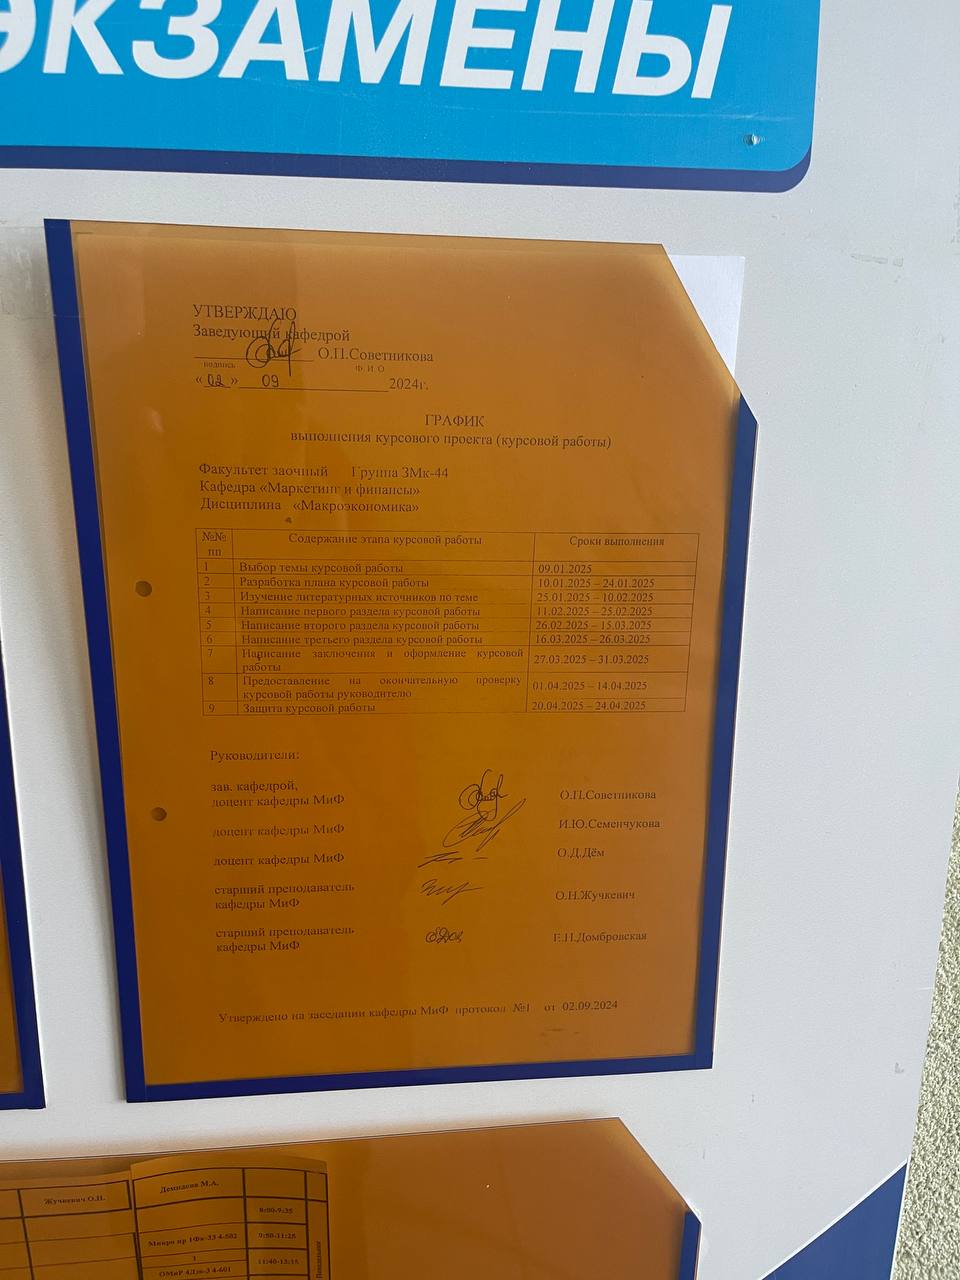 ЭКЗАМЕНЫ
УТВЕРЖДАЮ
Заведующий кафедрой
О.П.Советникова
подпись Ф.И.О
«02» 09 2024г.
ГРАФИК
выполнения курсового проекта (курсовой работы)
Факультет заочный Группа ЗМк-44
Кафедра «Маркетинг и финансы»
Дисциплина «Макроэкономика»
№№ пп Содержание этапа курсовой работы Сроки выполнения
1 Выбор темы курсовой работы 09.01.2025
2 Разработка плана курсовой работы 10.01.2025 – 24.01.2025
3 Изучение литературных источников по теме 25.01.2025 – 10.02.2025
4 Написание первого раздела курсовой работы 11.02.2025 – 25.02.2025
5 Написание второго раздела курсовой работы 26.02.2025 – 15.03.2025
6 Написание третьего раздела курсовой работы 16.03.2025 – 26.03.2025
7 Написание заключения и оформление курсовой
работы 27.03.2025 – 31.03.2025
8 Предоставление на окончательную проверку
курсовой работы руководителю 01.04.2025 – 14.04.2025
9 Защита курсовой работы 20.04.2025 – 24.04.2025
Руководители:
зав. кафедрой,
доцент кафедры МиФ О.П.Советникова
доцент кафедры МиФ И.Ю.Семенчукова
доцент кафедры МиФ О.Д.Дём
старший преподаватель
кафедры МиФ О.Н.Жучкевич
старший преподаватель
кафедры МиФ Е.Н.Домбровская
Утверждено на заседании кафедры МиФ протокол №1 от 02.09.2024
Жучкевич О.Н. Демидова М.А.
8:00-9:35
Микро пр 1Фк-33 4-502 9:50-11:25
3 11:40-13:15
ОМиР 4Дэк-3 4-601
Понедельник